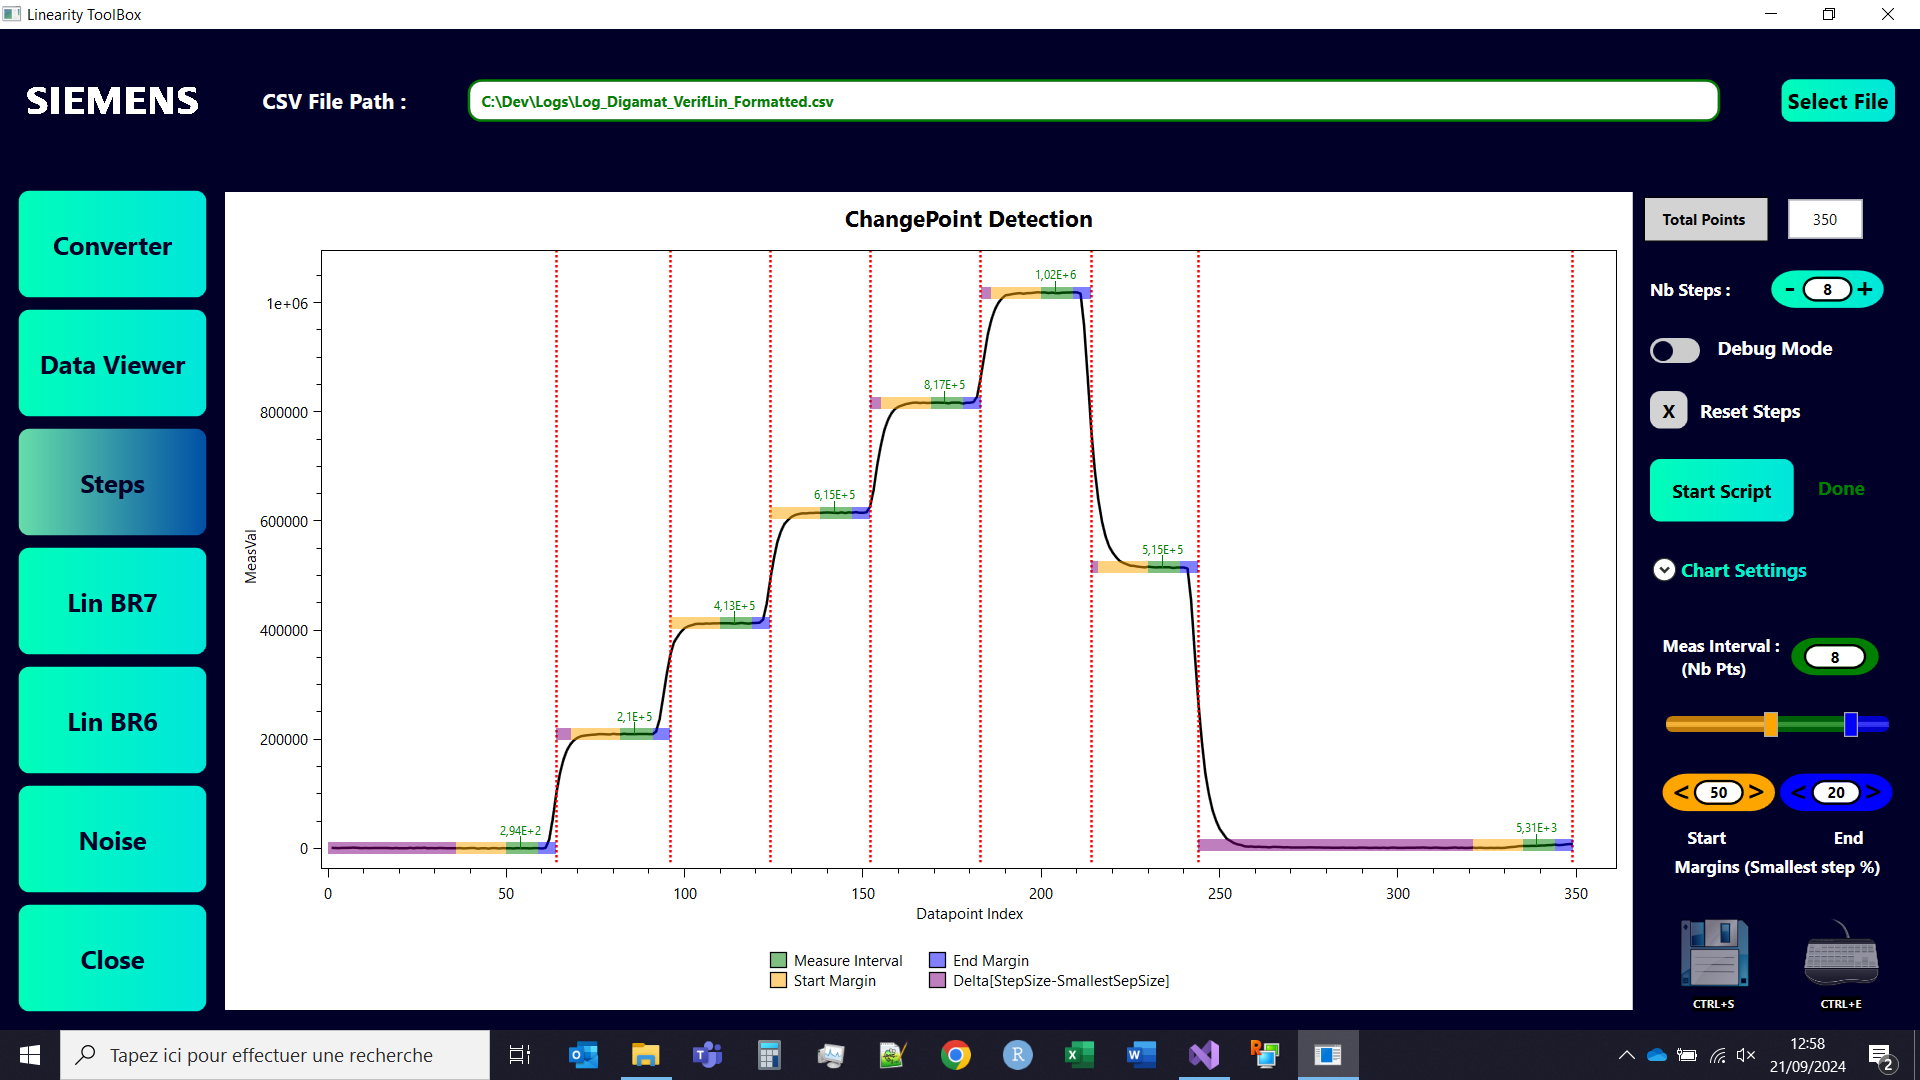 Linearity ToolBox
SIEMENS
CSV File Path :
C:\Dev\Logs\Log_Digamat_VerifLin_Formatted.csv
Select File
Converter
Data Viewer
Steps
Lin BR7
Lin BR6
Noise
Close
ChangePoint Detection
MeasVal
1e+06
800000
600000
400000
200000
0
2,94E+2
2,1E+5
4,13E+5
6,15E+5
8,17E+5
1,02E+6
5,15E+5
5,31E+3
0 50 100 150 200 250 300 350
Datapoint Index
Measure Interval
End Margin
Start Margin
Delta[StepSize-SmallestSepSize]
Total Points
350
Nb Steps :
- 8 +
Debug Mode
X
Reset Steps
Start Script
Done
Chart Settings
Meas Interval :
(Nb Pts)
8
< 50 >
< 20 >
Start
End
Margins (Smallest step %)
CTRL+S
CTRL+E
Tapez ici pour effectuer une recherche
R
12:58
21/09/2024
2